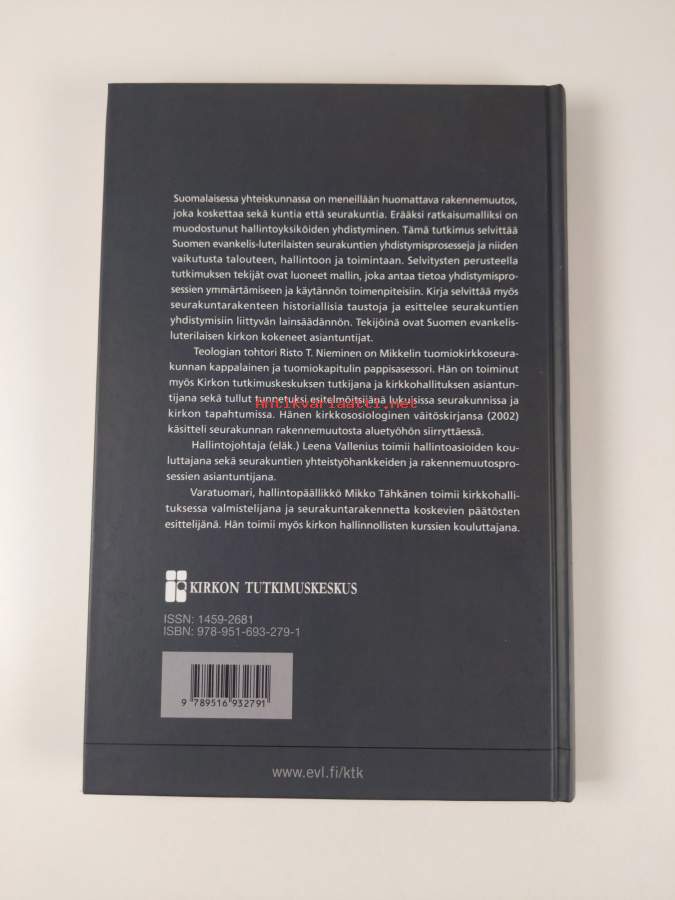 Suomalaisessa yhteiskunnassa on meneillään huomattava rakennemuutos,
joka koskettaa sekä kuntia että seurakuntia. Erääksi ratkaisumalliksi on
muodostunut hallintoyksiköiden yhdistyminen. Tämä tutkimus selvittää
Suomen evankelis-luterilaisten seurakuntien yhdistymisprosesseja ja niiden
vaikutusta talouteen, hallintoon ja toimintaan. Selvitysten perusteella
tutkimuksen tekijät ovat luoneet mallin, joka antaa tietoa yhdistymispro-
sessien ymmärtämiseen ja käytännön toimenpiteisiin. Kirja selvittää myös
seurakuntarakenteen historiallisia taustoja ja esittelee seurakuntien
yhdistymisiin liittyvän lainsäädännön. Tekijöinä ovat Suomen evankelis-
luterilaisen kirkon kokeneet asiantuntijat.
Teologian tohtori Risto T. Nieminen on Mikkelin tuomiokirkkoseura-
kunnan kappalainen ja tuomiokapitulin pappisasessori. Hän on toiminut
myös Kirkon tutkimuskeskuksen tutkijana ja kirkkohallituksen asiantun-
tijana sekä tullut tunnetuksi esitelmöitsijänä lukuisissa seurakunnissa ja
Antikvariaatti.net
kirkon tapahtumissa. Hänen kirkkososiologinen väitöskirjansa (2002)
käsitteli seurakunnan rakennemuutosta aluetyöhön siirryttäessä.
Hallintojohtaja (eläk.) Leena Vallenius toimii hallintoasioiden kou-
luttajana sekä seurakuntien yhteistyöhankkeiden ja rakennemuutospro-
sessien asiantuntijana.
Varatuomari, hallintopäällikkö Mikko Tähkänen toimii kirkkohalli-
tuksessa valmistelijana ja seurakuntarakennetta koskevien päätösten
esittelijänä. Hän toimii myös kirkon hallinnollisten kurssien kouluttajana.
KIRKON TUTKIMUSKESKUS
ISSN: 1459-2681
ISBN: 978-951-693-279-1
9 789516 932791
www.evl.fi/ktk